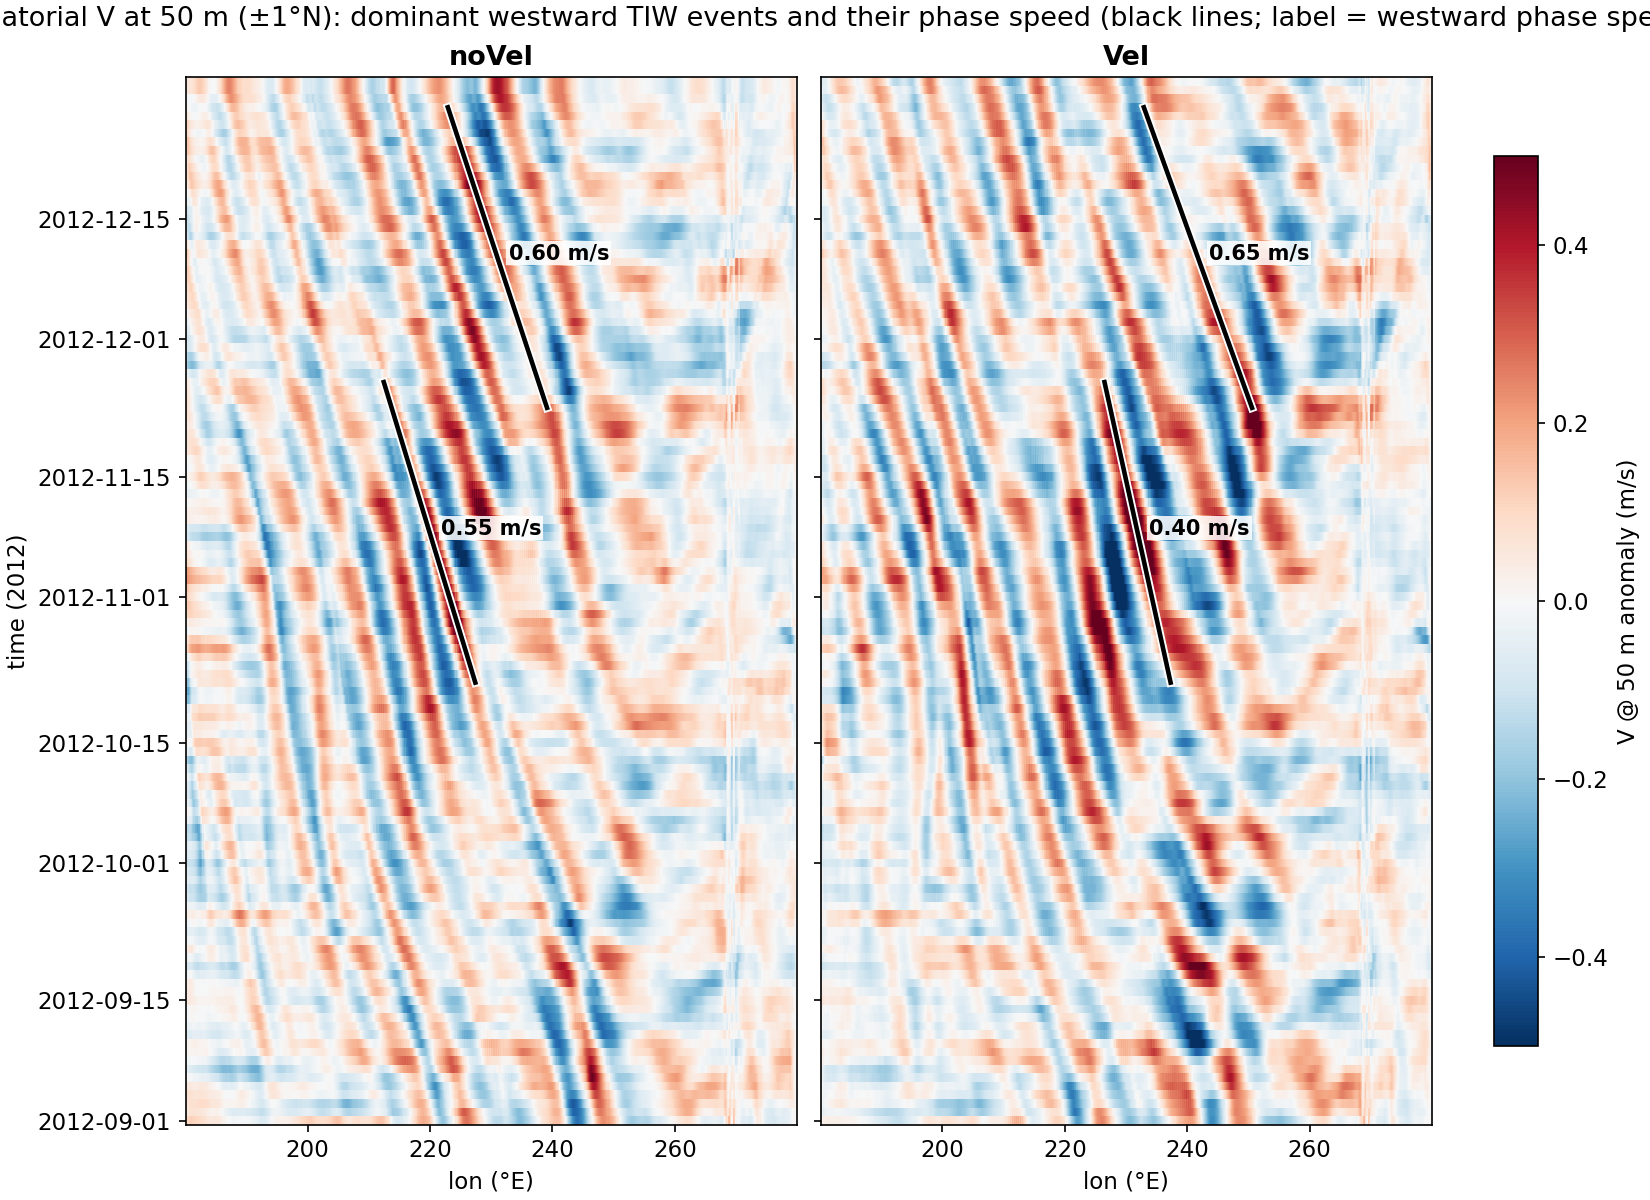 atorial V at 50 m (±1°N): dominant westward TIW events and their phase speed (black lines; label = westward phase spe
noVel
Vel
2012-12-15
2012-12-01
2012-11-15
2012-11-01
2012-10-15
2012-10-01
2012-09-15
2012-09-01
time (2012)
0.60 m/s
0.55 m/s
0.65 m/s
0.40 m/s
200
220
240
260
lon (°E)
200
220
240
260
lon (°E)
0.4
0.2
0.0
−0.2
−0.4
V @ 50 m anomaly (m/s)